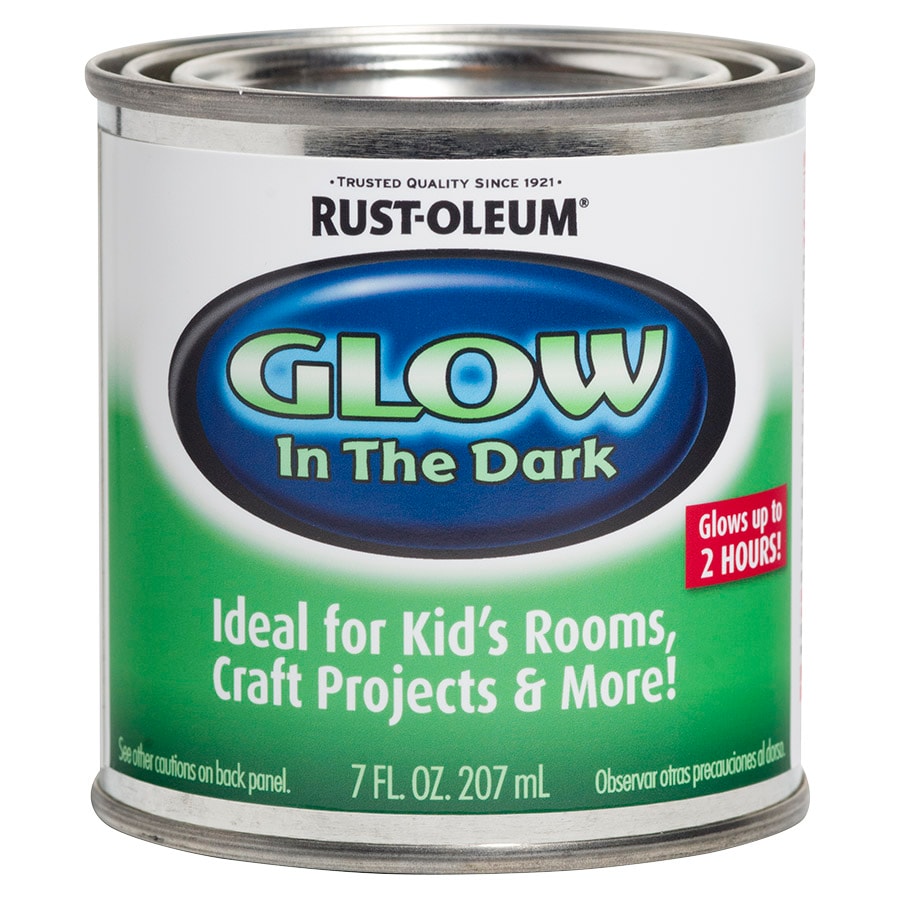 • TRUSTED QUALITY SINCE 1921 •
RUST-OLEUM®
GLOW
In The Dark
Glows up to
2 HOURS!
Ideal for Kid's Rooms,
Craft Projects & More!
See other cautions on back panel.
7 FL. OZ. 207 mL
Observar otras precauciones al dorso.